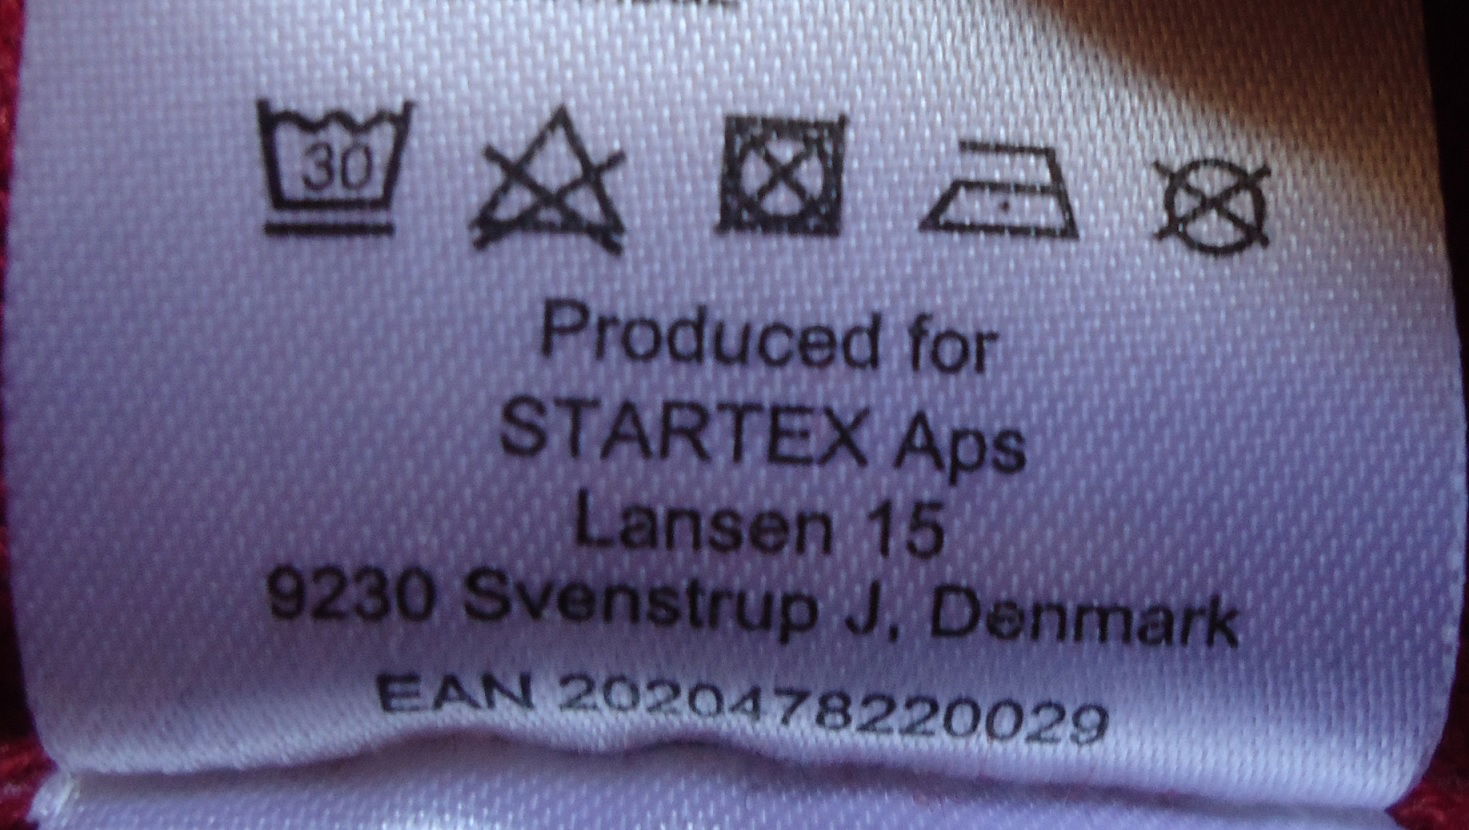 30
Produced for
STARTEX Aps
Lansen 15
9230 Svenstrup J, Denmark
EAN 2020478220029